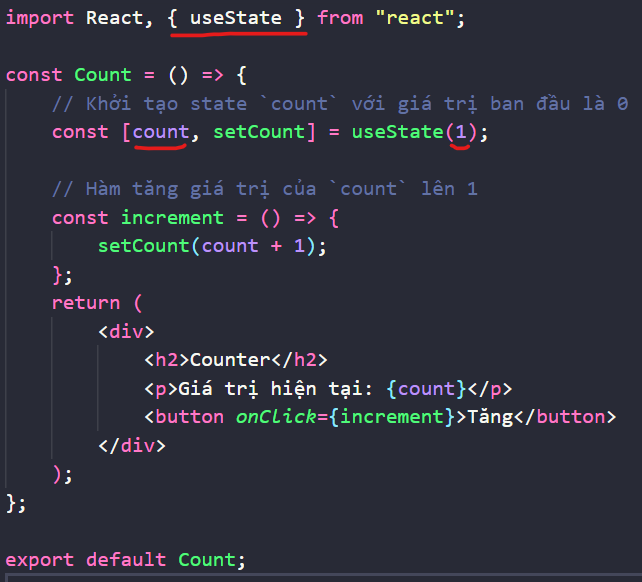 import React, { useState } from "react";
const Count = () => {
// Khởi tạo state `count` với giá trị ban đầu là 0
const [count, setCount] = useState(1);
// Hàm tăng giá trị của `count` lên 1
const increment = () => {
setCount(count + 1);
};
return (
<div>
<h2>Counter</h2>
<p>Giá trị hiện tại: {count}</p>
<button onClick={increment}>Tăng</button>
</div>
);
};
export default Count;